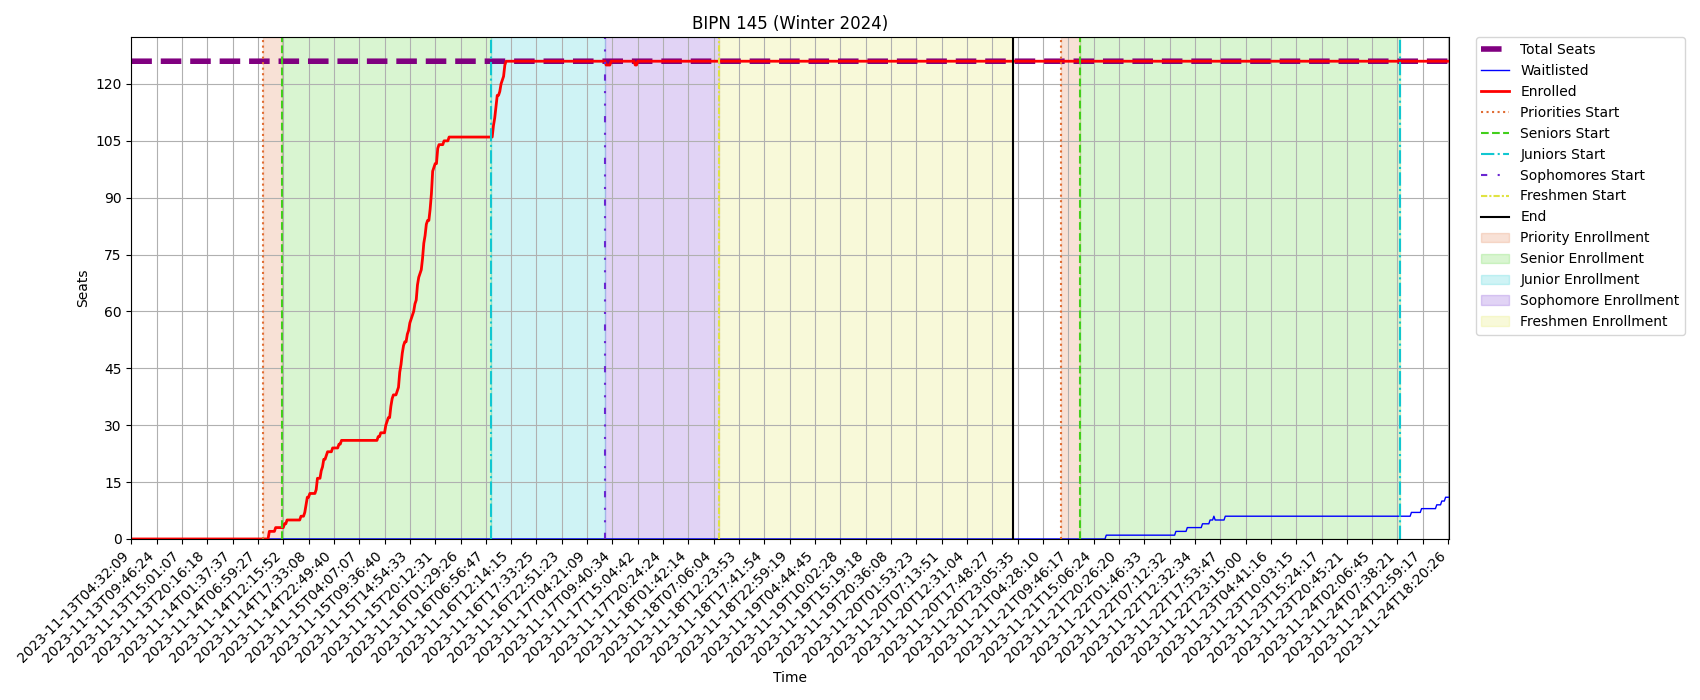 BIPN 145 (Winter 2024)
Total Seats
Waitlisted
Enrolled
Priorities Start
Seniors Start
Juniors Start
Sophomores Start
Freshmen Start
End
Priority Enrollment
Senior Enrollment
Junior Enrollment
Sophomore Enrollment
Freshmen Enrollment
Seats
120
105
90
75
60
45
30
15
0
2023-11-13T04:32:09
2023-11-13T09:46:24
2023-11-13T15:01:07
2023-11-13T20:16:18
2023-11-14T01:37:37
2023-11-14T06:59:27
2023-11-14T12:15:52
2023-11-14T17:33:08
2023-11-14T22:49:40
2023-11-15T04:07:07
2023-11-15T09:36:40
2023-11-15T14:54:33
2023-11-15T20:12:31
2023-11-16T01:29:26
2023-11-16T06:56:47
2023-11-16T12:14:15
2023-11-16T17:33:25
2023-11-16T22:51:23
2023-11-17T04:21:09
2023-11-17T09:40:34
2023-11-17T15:04:42
2023-11-17T20:24:24
2023-11-18T01:42:14
2023-11-18T07:06:04
2023-11-18T12:23:53
2023-11-18T17:41:54
2023-11-18T22:59:19
2023-11-19T04:44:45
2023-11-19T10:02:28
2023-11-19T15:19:18
2023-11-19T20:36:08
2023-11-20T01:53:23
2023-11-20T07:13:51
2023-11-20T12:31:04
2023-11-20T17:48:27
2023-11-20T23:05:35
2023-11-21T04:28:10
2023-11-21T09:46:17
2023-11-21T15:06:24
2023-11-21T20:26:20
2023-11-22T01:46:33
2023-11-22T07:12:32
2023-11-22T12:32:34
2023-11-22T17:53:47
2023-11-22T23:15:00
2023-11-23T04:41:16
2023-11-23T10:03:15
2023-11-23T15:24:17
2023-11-23T20:45:21
2023-11-24T02:06:45
2023-11-24T07:38:21
2023-11-24T12:59:17
2023-11-24T18:20:26
Time